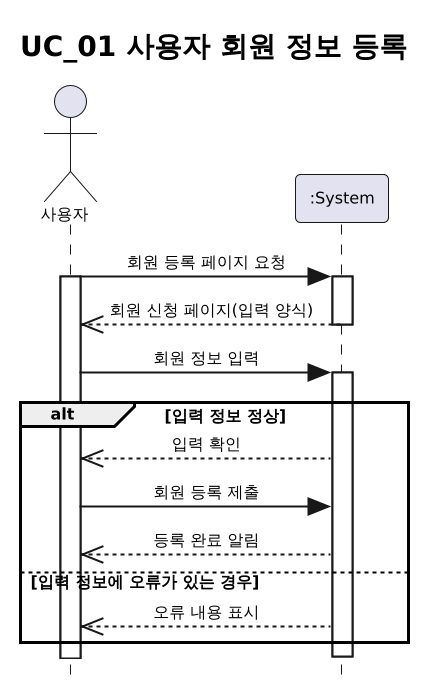 UC_01 사용자 회원 정보 등록
사용자
:System
회원 등록 페이지 요청
회원 신청 페이지(입력 양식)
회원 정보 입력
alt
[입력 정보 정상]
입력 확인
회원 등록 제출
등록 완료 알림
[입력 정보에 오류가 있는 경우]
오류 내용 표시